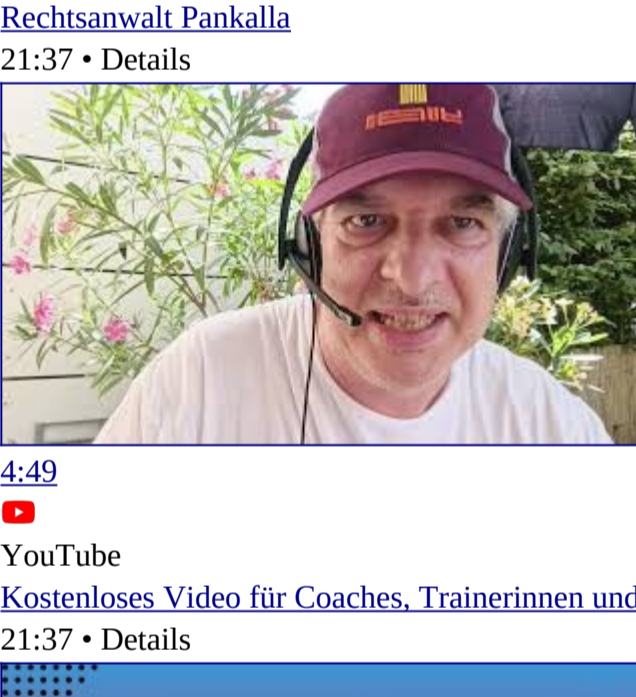 Rechtsanwalt Pankalla
21:37 • Details
4:49
YouTube
Kostenloses Video für Coaches, Trainerinnen und
21:37 • Details